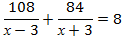 108/(x − 3) + 84/(x + 3) = 8